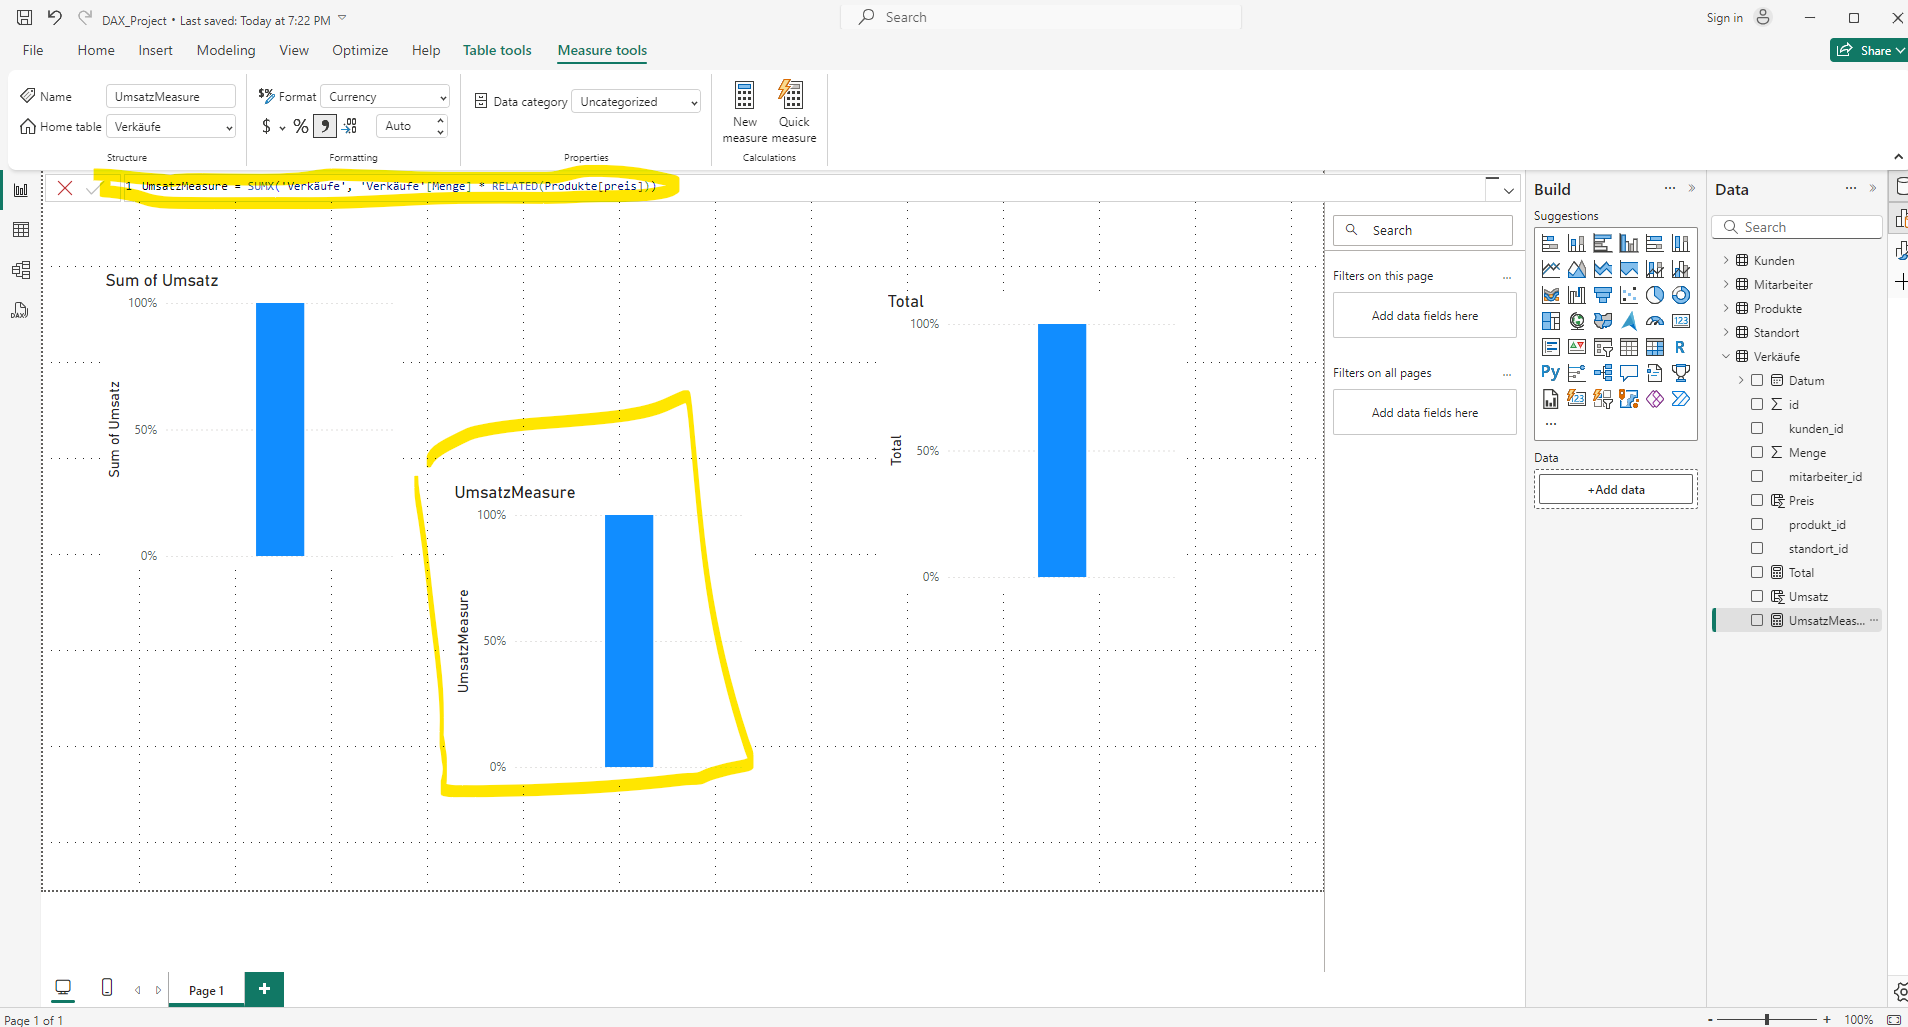 DAX_Project • Last saved: Today at 7:22 PM
Search
Sign in
File Home Insert Modeling View Optimize Help Table tools Measure tools
Share
Name UmsatzMeasure
Home table Verkäufe
Structure
$% Format Currency
$ % , .00 Auto
Formatting
Data category Uncategorized
Properties
New measure
Quick measure
Calculations
1 UmsatzMeasure = SUMX('Verkäufe', 'Verkäufe'[Menge] * RELATED(Produkte[preis]))
DAX
Sum of Umsatz
100%
50%
0%
Sum of Umsatz
UmsatzMeasure
100%
50%
0%
UmsatzMeasure
Total
100%
50%
0%
Total
Search
Filters on this page ...
Add data fields here
Filters on all pages ...
Add data fields here
Build ... »
Suggestions
123
R
Py
123
...
Data
+Add data
Data ... »
Search
Kunden
Mitarbeiter
Produkte
Standort
Verkäufe
Datum
id
kunden_id
Menge
mitarbeiter_id
Preis
produkt_id
standort_id
Total
Umsatz
UmsatzMeas... ...
Page 1
+
Page 1 of 1
- + 100%